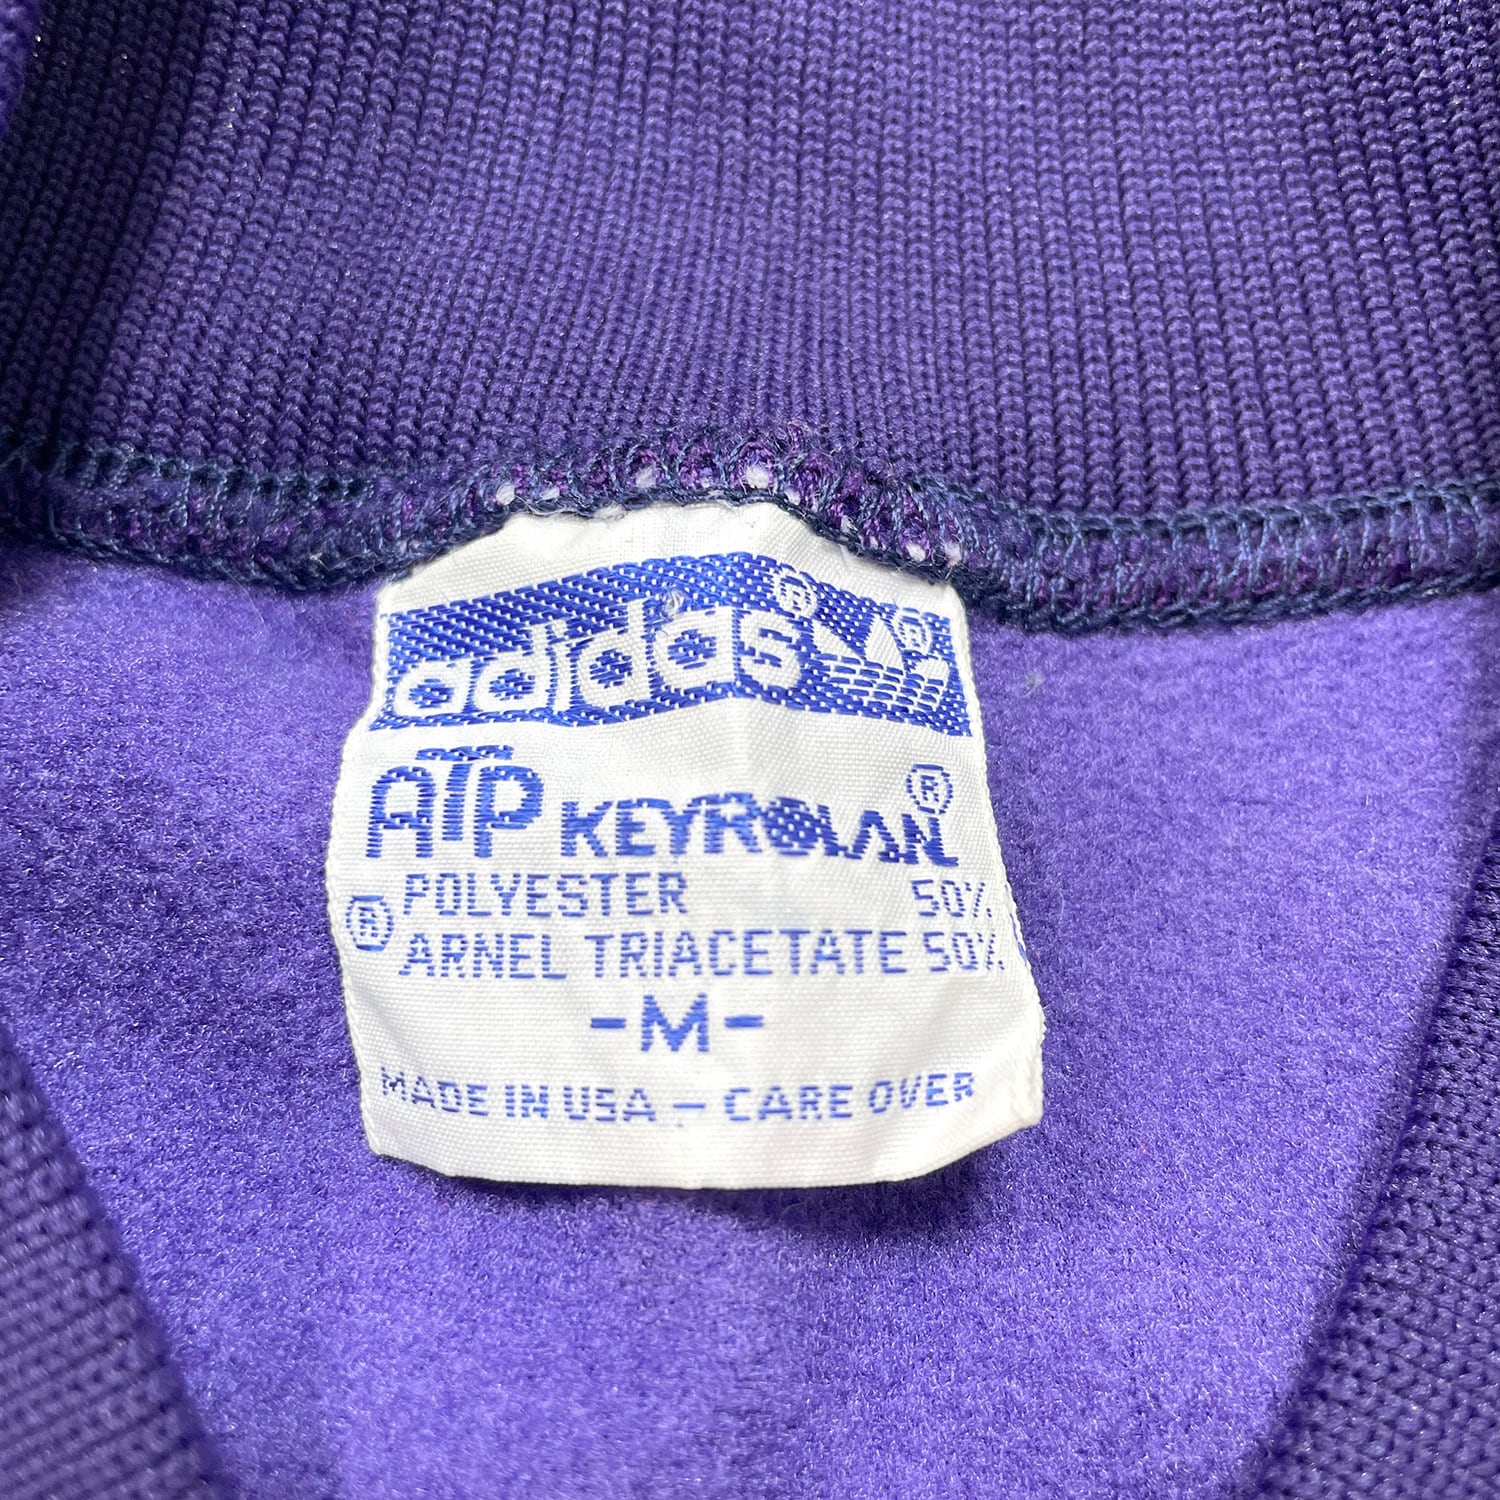 adidas® ®
ATP KEYROLAN®
POLYESTER 50%
® ARNEL TRIACETATE 50%
-M-
MADE IN USA - CARE OVER